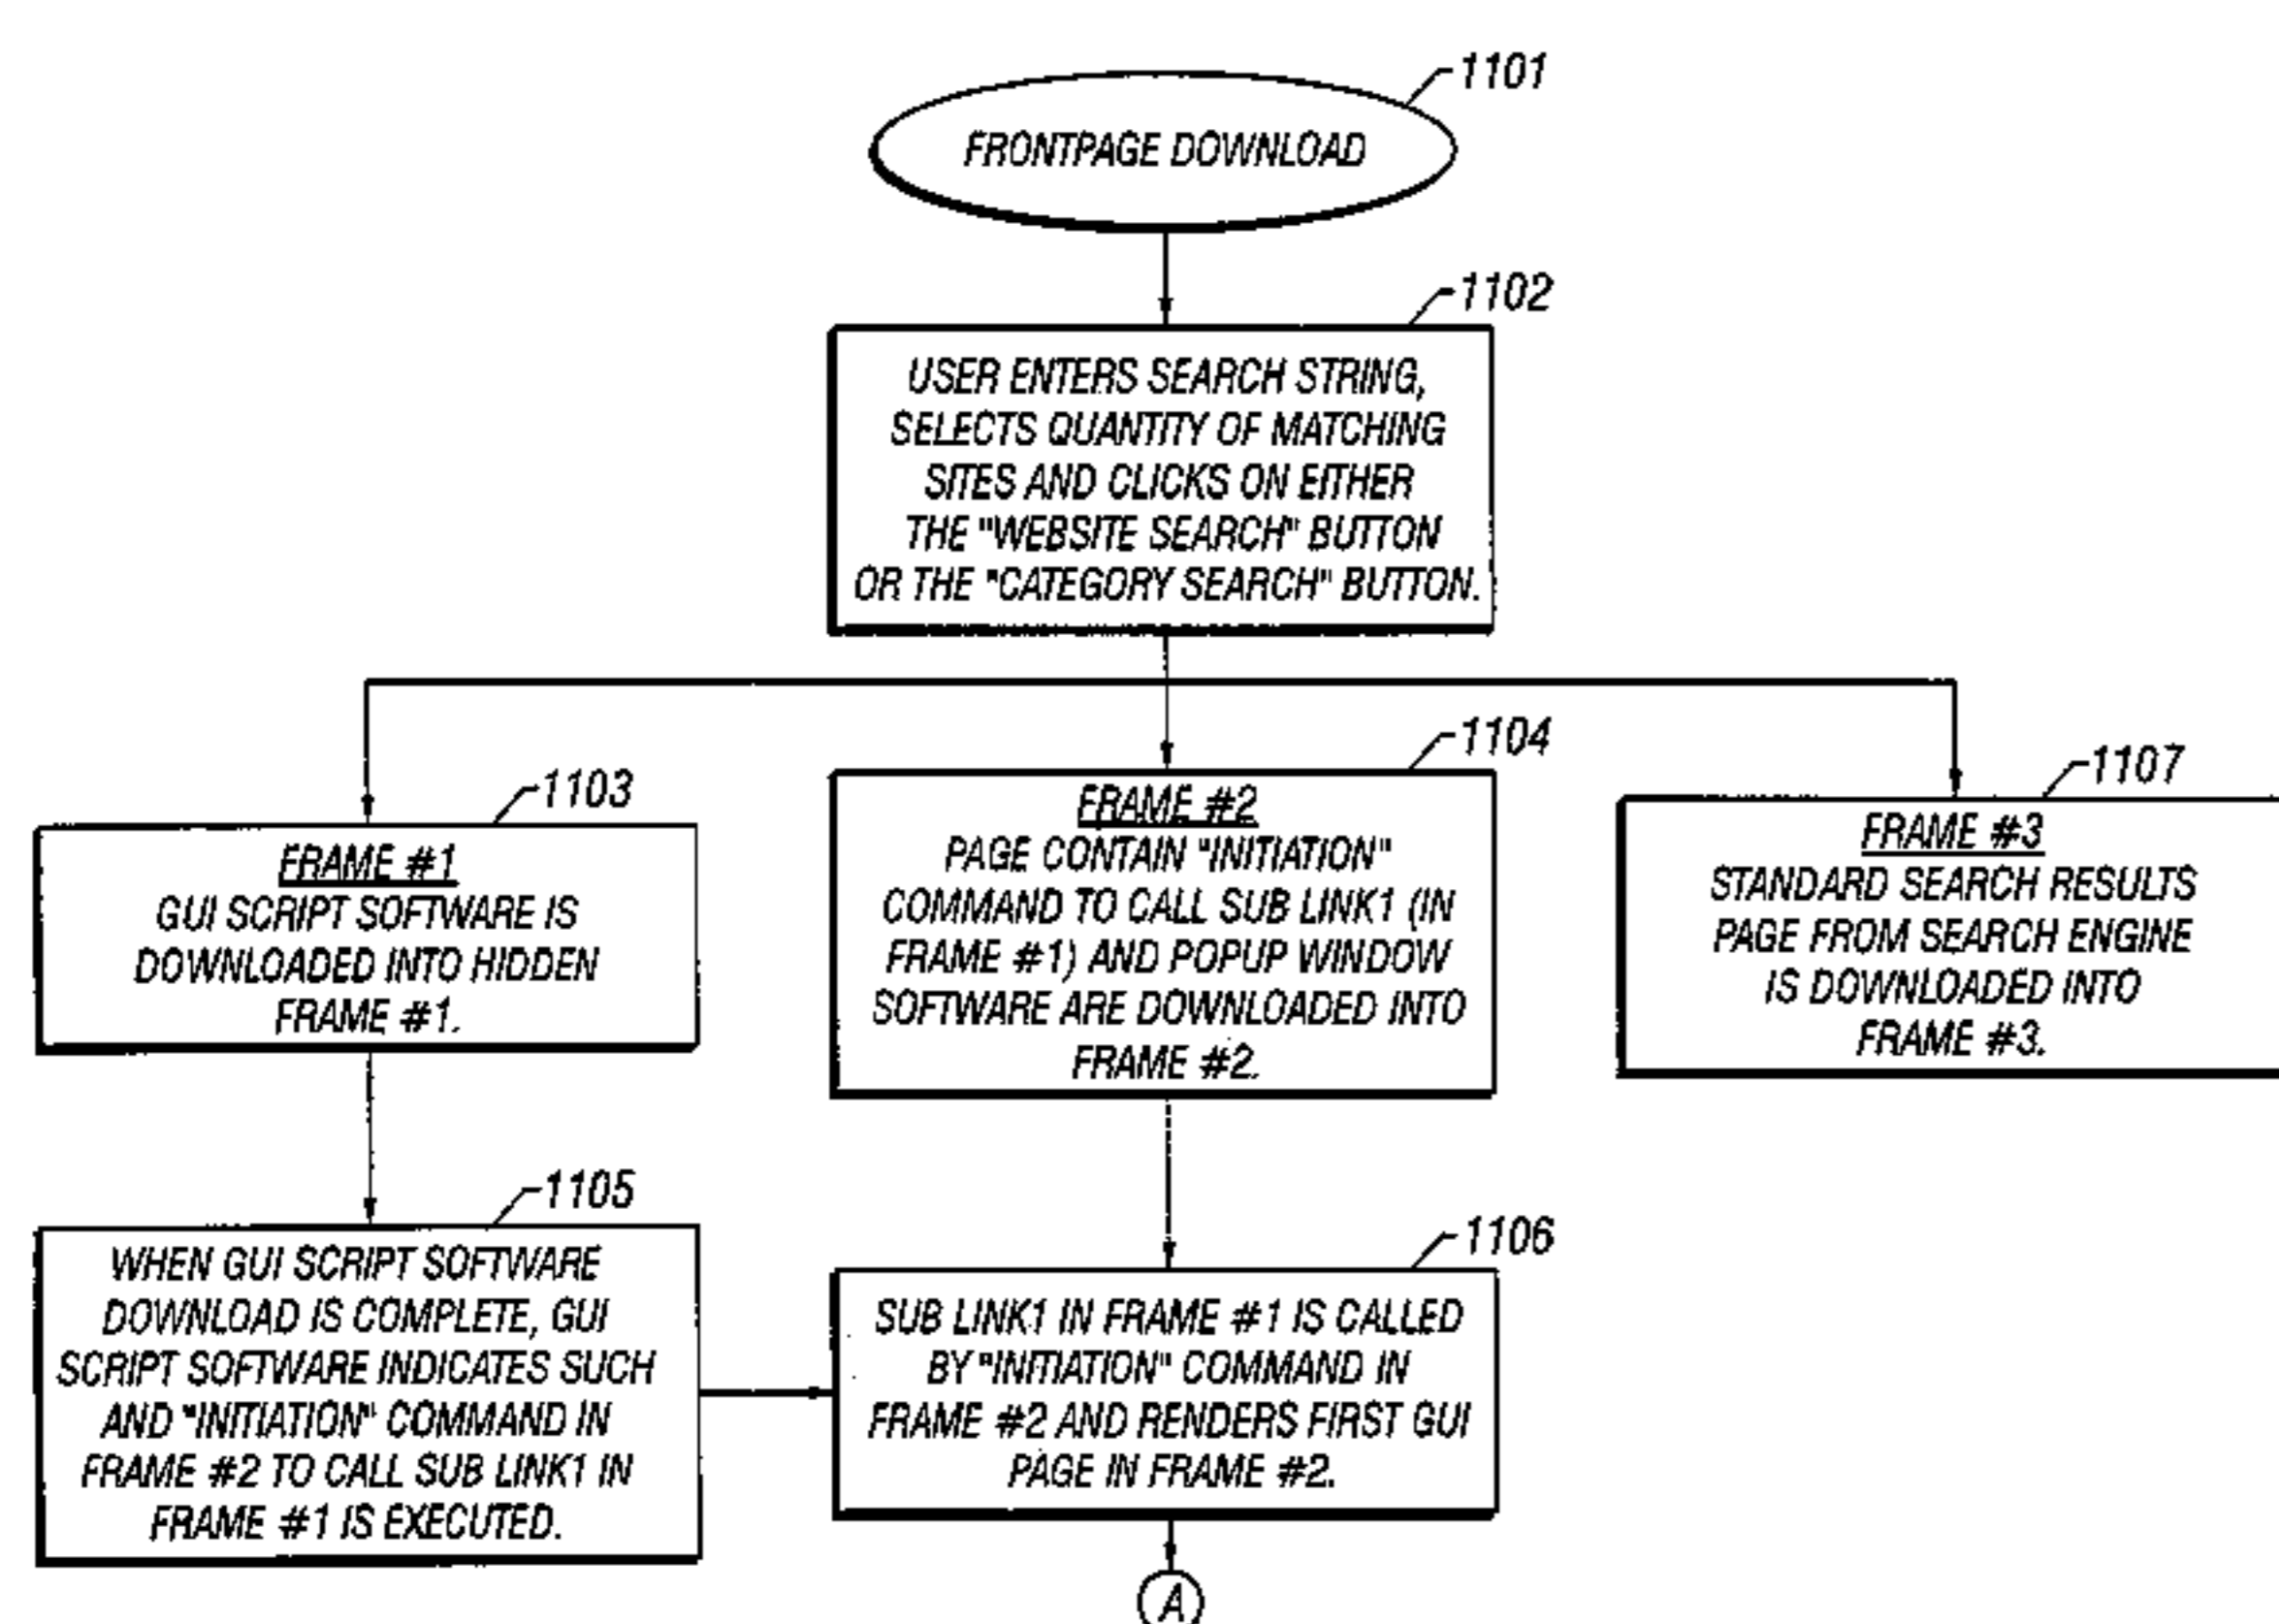 1101
FRONTPAGE DOWNLOAD
1102
USER ENTERS SEARCH STRING,
SELECTS QUANTITY OF MATCHING
SITES AND CLICKS ON EITHER
THE "WEBSITE SEARCH" BUTTON
OR THE "CATEGORY SEARCH" BUTTON.
1103
FRAME #1
GUI SCRIPT SOFTWARE IS
DOWNLOADED INTO HIDDEN
FRAME #1.
1104
FRAME #2
PAGE CONTAIN "INITIATION"
COMMAND TO CALL SUB LINK1 (IN
FRAME #1) AND POPUP WINDOW
SOFTWARE ARE DOWNLOADED INTO
FRAME #2.
1107
FRAME #3
STANDARD SEARCH RESULTS
PAGE FROM SEARCH ENGINE
IS DOWNLOADED INTO
FRAME #3.
1105
WHEN GUI SCRIPT SOFTWARE
DOWNLOAD IS COMPLETE, GUI
SCRIPT SOFTWARE INDICATES SUCH
AND "INITIATION" COMMAND IN
FRAME #2 TO CALL SUB LINK1 IN
FRAME #1 IS EXECUTED.
1106
SUB LINK1 IN FRAME #1 IS CALLED
BY "INITIATION" COMMAND IN
FRAME #2 AND RENDERS FIRST GUI
PAGE IN FRAME #2.
A